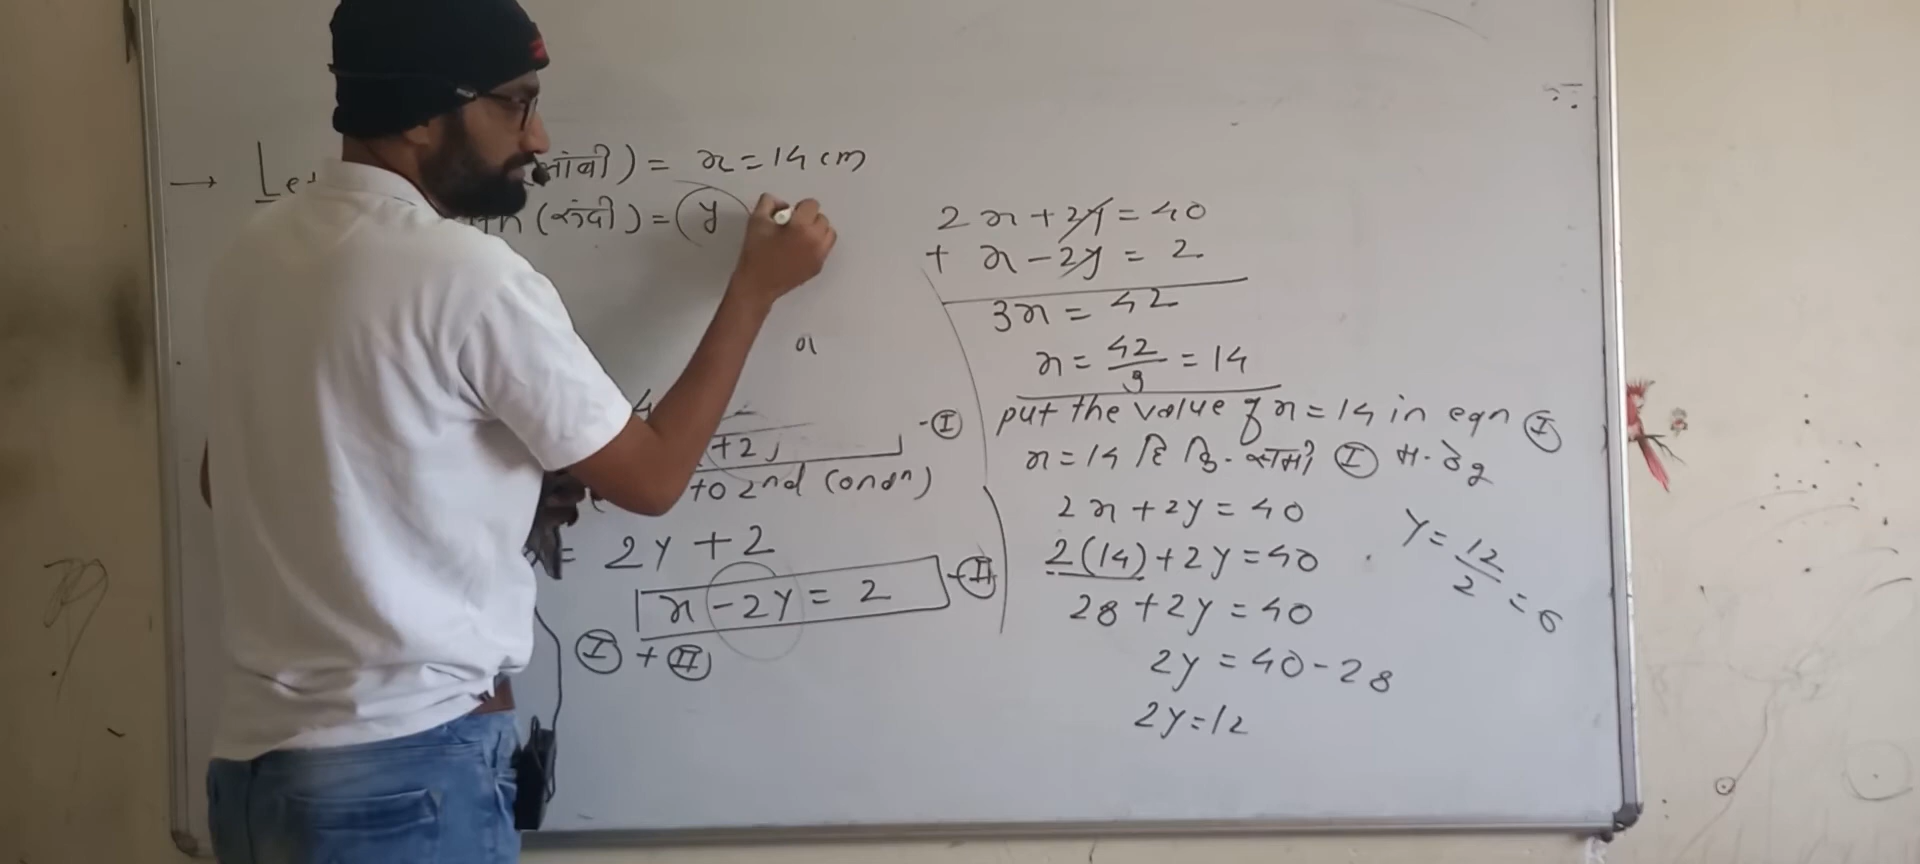 → Le लांबी) = x = 14 cm
(रुंदी) = y
+2
to 2nd Condn)
= 2y + 2
x - 2y = 2 - II
I + II
- I
2x + 2y = 40
+ x - 2y = 2
3x = 42
x = 42/3 = 14
put the value of x = 14 in eqn I
x = 14 I
2x + 2y = 40
2(14) + 2y = 40
28 + 2y = 40
2y = 40 - 28
2y = 12
y = 12/2 = 6